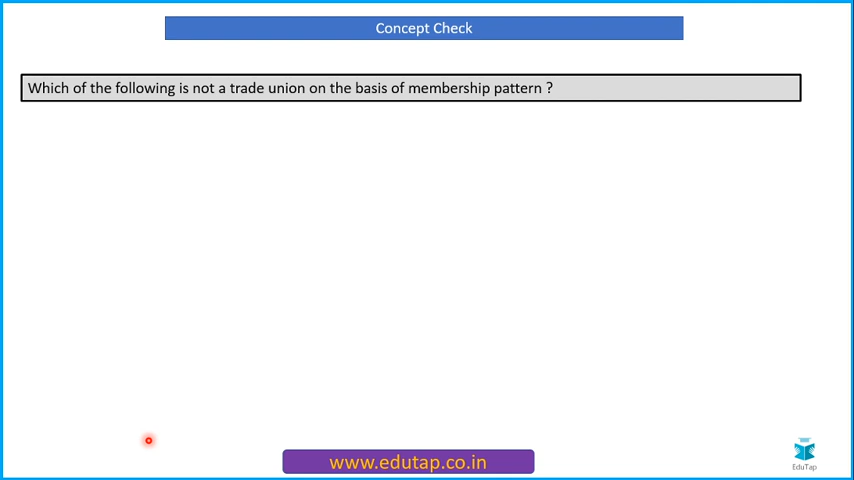 Concept Check
Which of the following is not a trade union on the basis of membership pattern ?
www.edutap.co.in
EduTap